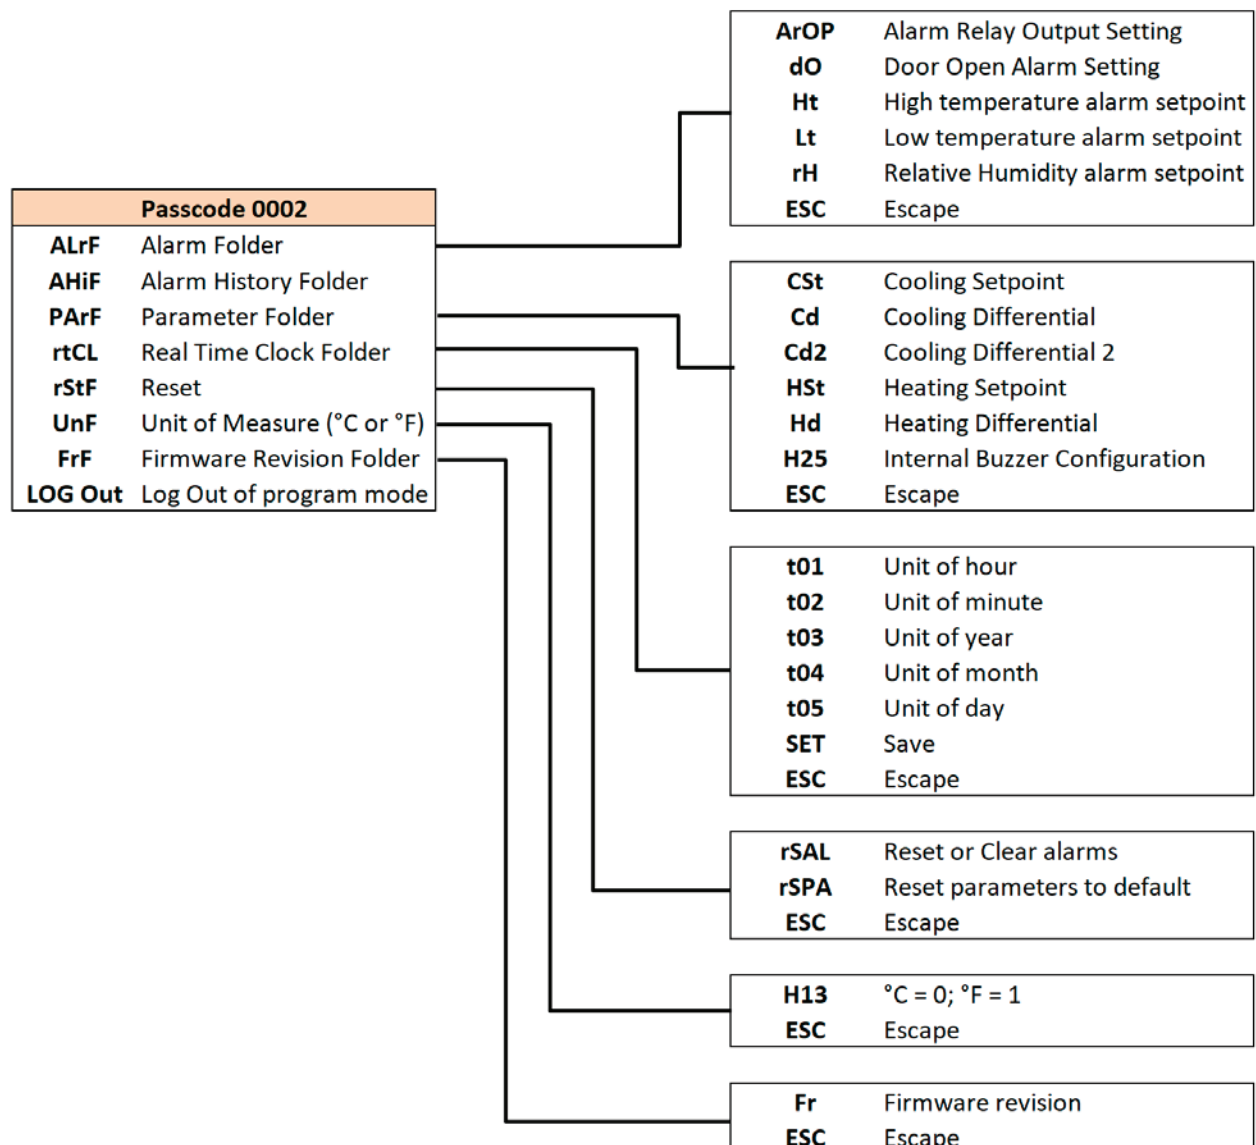 Passcode 0002
ALrF Alarm Folder
AHiF Alarm History Folder
PArF Parameter Folder
rtCL Real Time Clock Folder
rStF Reset
UnF Unit of Measure (°C or °F)
FrF Firmware Revision Folder
LOG Out Log Out of program mode
ArOP Alarm Relay Output Setting
dO Door Open Alarm Setting
Ht High temperature alarm setpoint
Lt Low temperature alarm setpoint
rH Relative Humidity alarm setpoint
ESC Escape
CSt Cooling Setpoint
Cd Cooling Differential
Cd2 Cooling Differential 2
HSt Heating Setpoint
Hd Heating Differential
H25 Internal Buzzer Configuration
ESC Escape
t01 Unit of hour
t02 Unit of minute
t03 Unit of year
t04 Unit of month
t05 Unit of day
SET Save
ESC Escape
rSAL Reset or Clear alarms
rSPA Reset parameters to default
ESC Escape
H13 °C = 0; °F = 1
ESC Escape
Fr Firmware revision
ESC Escape